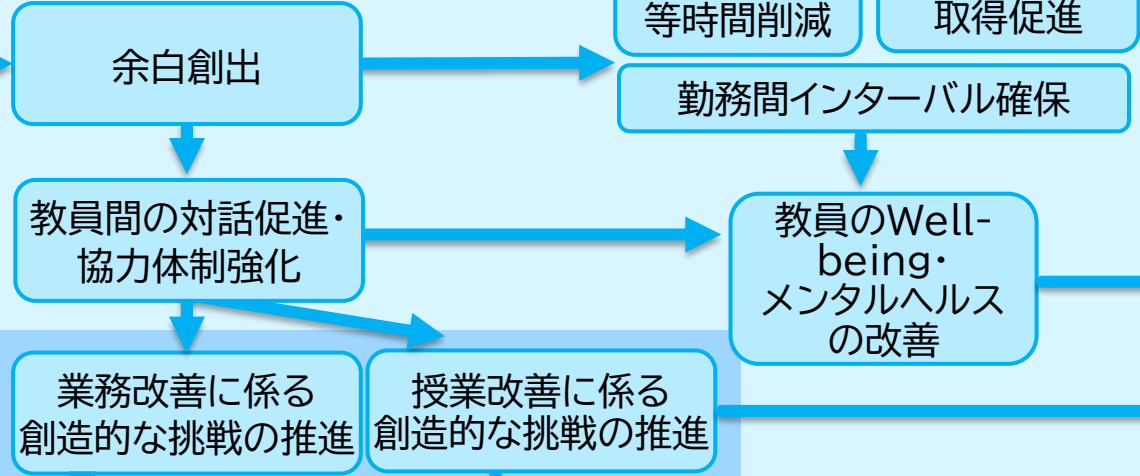 等時間削減
取得促進
余白創出
勤務間インターバル確保
教員間の対話促進・
協力体制強化
教員のWell-
being・
メンタルヘルス
の改善
業務改善に係る
創造的な挑戦の推進
授業改善に係る
創造的な挑戦の推進